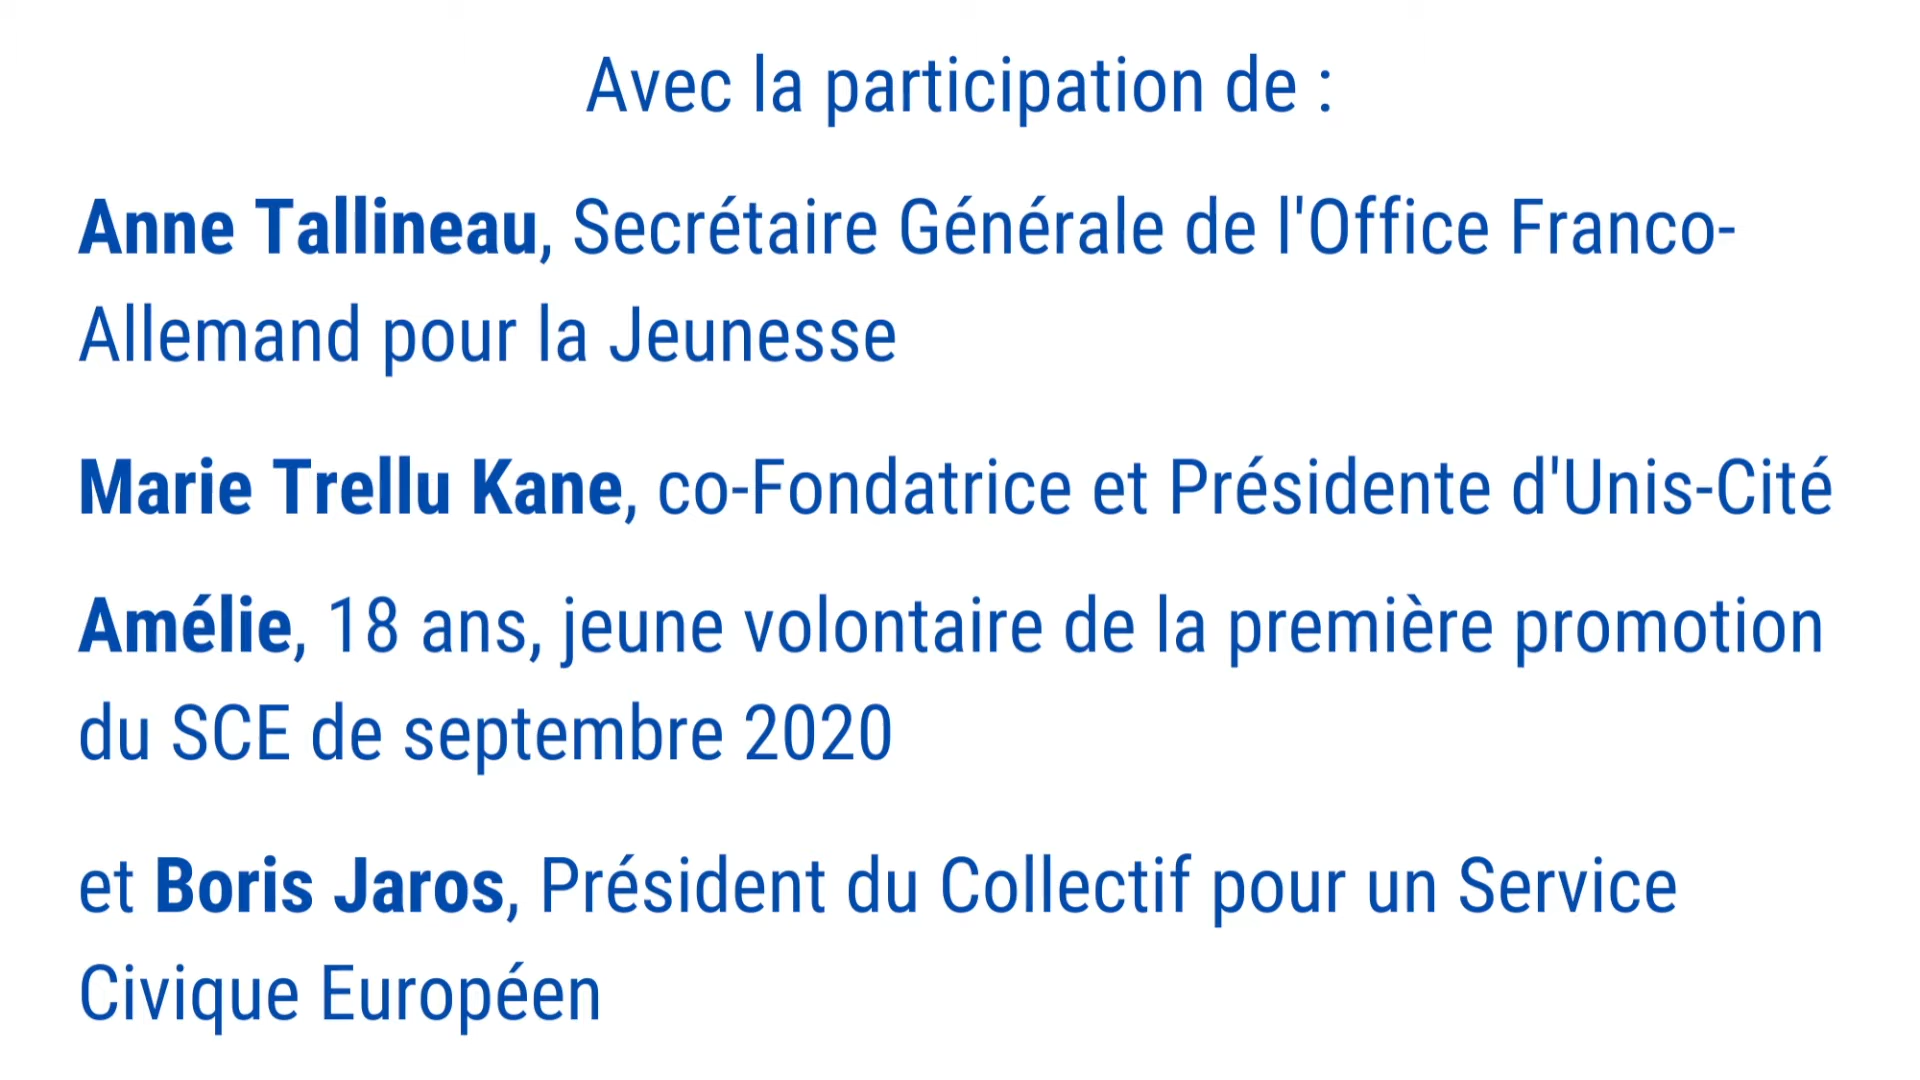 Avec la participation de :
Anne Tallineau, Secrétaire Générale de l'Office Franco-
Allemand pour la Jeunesse
Marie Trellu Kane, co-Fondatrice et Présidente d'Unis-Cité
Amélie, 18 ans, jeune volontaire de la première promotion
du SCE de septembre 2020
et Boris Jaros, Président du Collectif pour un Service
Civique Européen